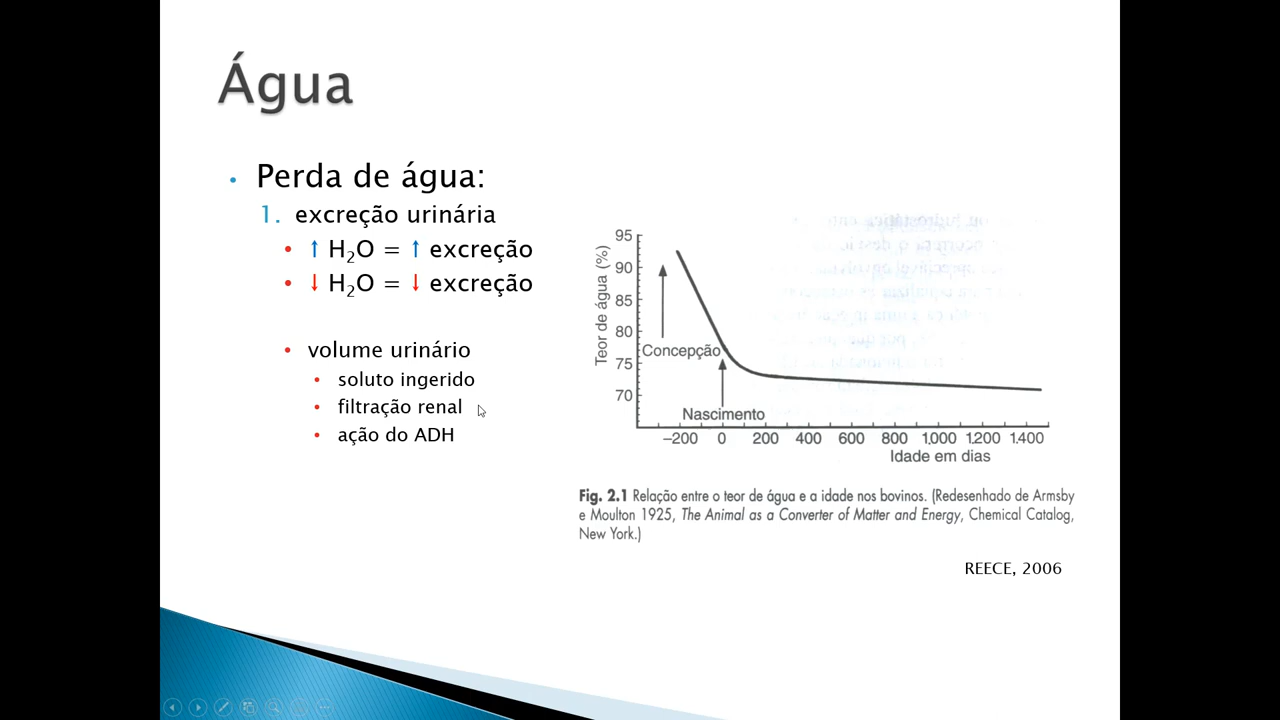 Água
• Perda de água:
1. excreção urinária
• ↑ H₂O = ↑ excreção
• ↓ H₂O = ↓ excreção
• volume urinário
• soluto ingerido
• filtração renal
• ação do ADH
Teor de água (%)
95
90
85
80
75
70
Concepção
Nascimento
–200 0 200 400 600 800 1.000 1.200 1.400
Idade em dias
Fig. 2.1 Relação entre o teor de água e a idade nos bovinos. (Redesenhado de Armsby
e Moulton 1925, The Animal as a Converter of Matter and Energy, Chemical Catalog,
New York.)
REECE, 2006